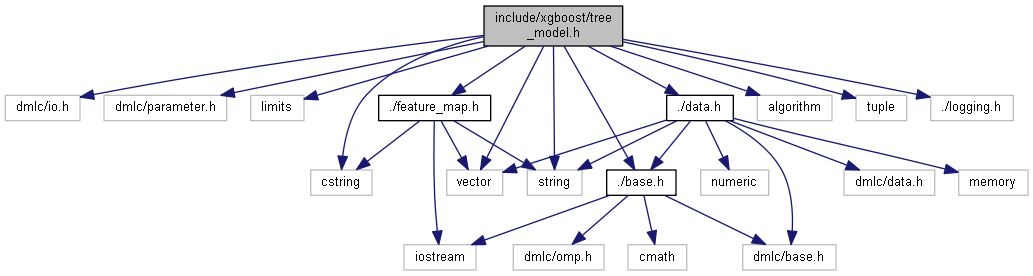 include/xgboost/tree
_model.h
dmlc/io.h
dmlc/parameter.h
limits
./feature_map.h
./data.h
algorithm
tuple
./logging.h
cstring
vector
string
./base.h
numeric
dmlc/data.h
memory
iostream
dmlc/omp.h
cmath
dmlc/base.h